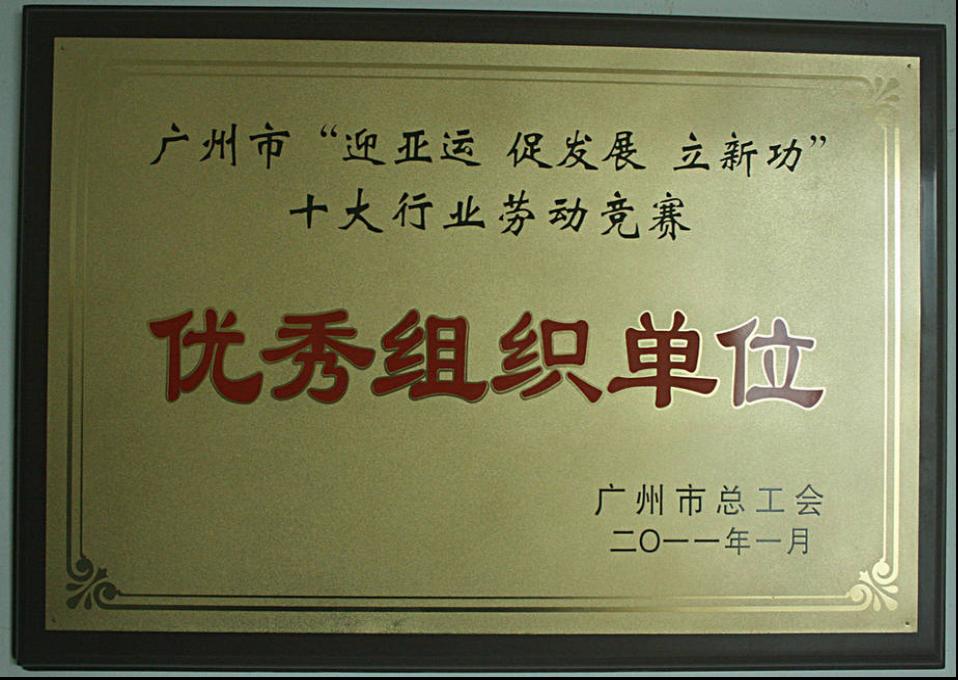 广州市“迎亚运 促发展 立新功”
十大行业劳动竞赛
优秀组织单位
广州市总工会
二〇一一年一月